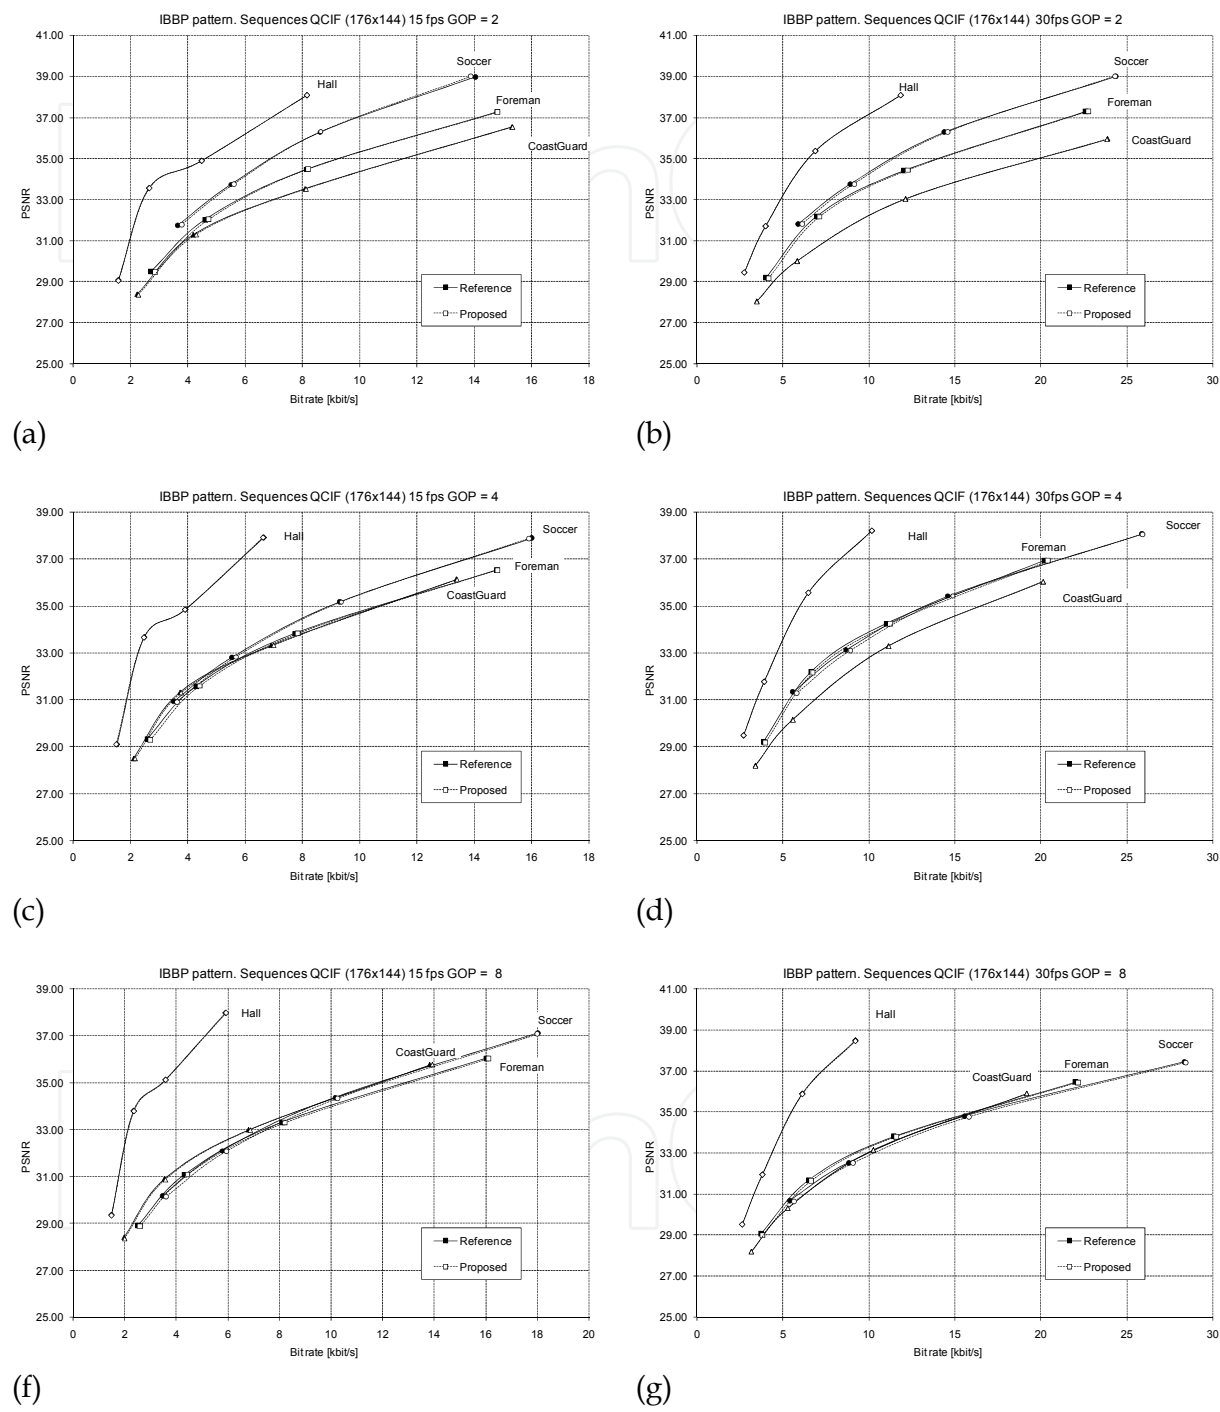 IBBP pattern. Sequences QCIF (176x144) 15 fps GOP = 2
41.00
39.00
37.00
35.00
33.00
31.00
29.00
27.00
25.00
PSNR
Hall
Soccer
Foreman
CoastGuard
Reference
Proposed
0 2 4 6 8 10 12 14 16 18
Bit rate [kbit/s]
(a)
IBBP pattern. Sequences QCIF (176x144) 30fps GOP = 2
41.00
39.00
37.00
35.00
33.00
31.00
29.00
27.00
25.00
PSNR
Hall
Soccer
Foreman
CoastGuard
Reference
Proposed
0 5 10 15 20 25 30
Bit rate [kbit/s]
(b)
IBBP pattern. Sequences QCIF (176x144) 15 fps GOP = 4
39.00
37.00
35.00
33.00
31.00
29.00
27.00
25.00
PSNR
Hall
Soccer
Foreman
CoastGuard
Reference
Proposed
0 2 4 6 8 10 12 14 16 18
Bit rate [kbit/s]
(c)
IBBP pattern. Sequences QCIF (176x144) 30fps GOP = 4
39.00
37.00
35.00
33.00
31.00
29.00
27.00
25.00
PSNR
Hall
Soccer
Foreman
CoastGuard
Reference
Proposed
0 5 10 15 20 25 30
Bit rate [kbit/s]
(d)
IBBP pattern. Sequences QCIF (176x144) 15 fps GOP = 8
39.00
37.00
35.00
33.00
31.00
29.00
27.00
25.00
PSNR
Hall
Soccer
CoastGuard
Foreman
Reference
Proposed
0 2 4 6 8 10 12 14 16 18 20
Bit rate [kbit/s]
(f)
IBBP pattern. Sequences QCIF (176x144) 30fps GOP = 8
41.00
39.00
37.00
35.00
33.00
31.00
29.00
27.00
25.00
PSNR
Hall
Soccer
Foreman
CoastGuard
Reference
Proposed
0 5 10 15 20 25 30
Bit rate [kbit/s]
(g)